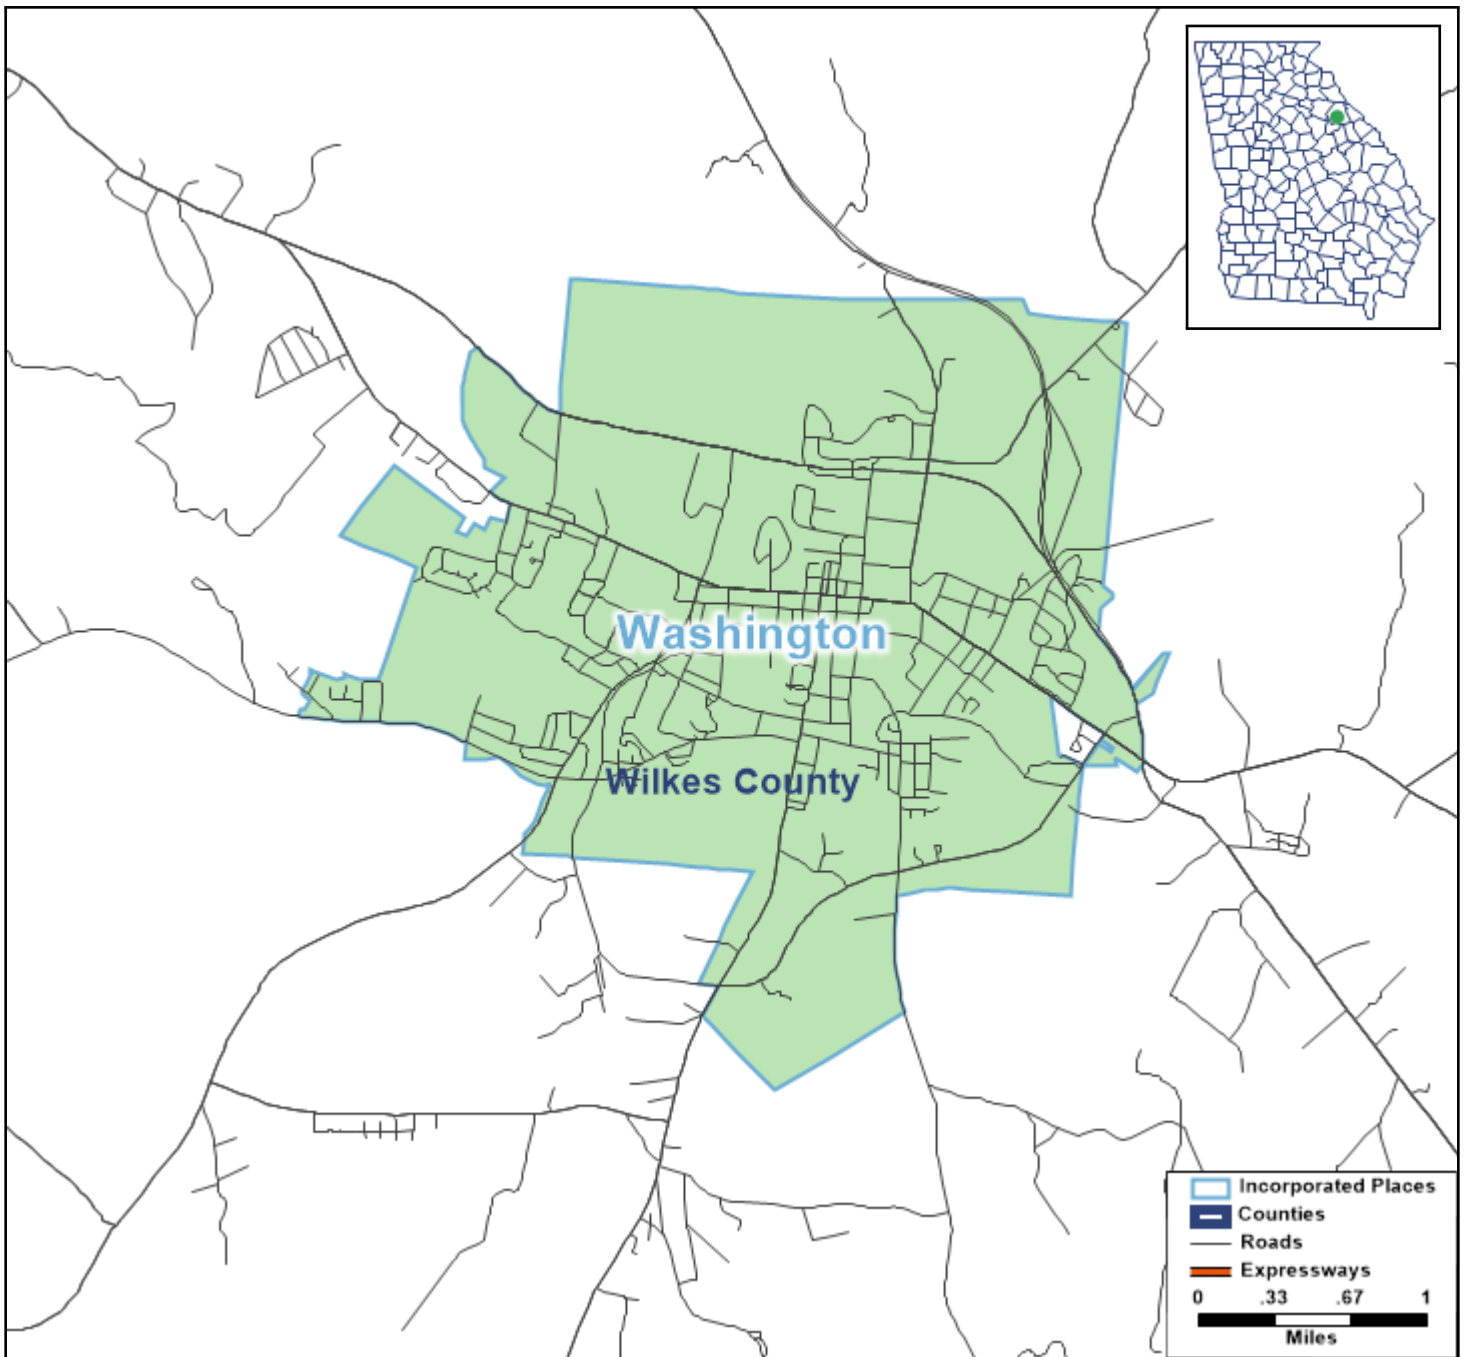 Washington
Wilkes County
Incorporated Places
Counties
Roads
Expressways
0 .33 .67 1
Miles